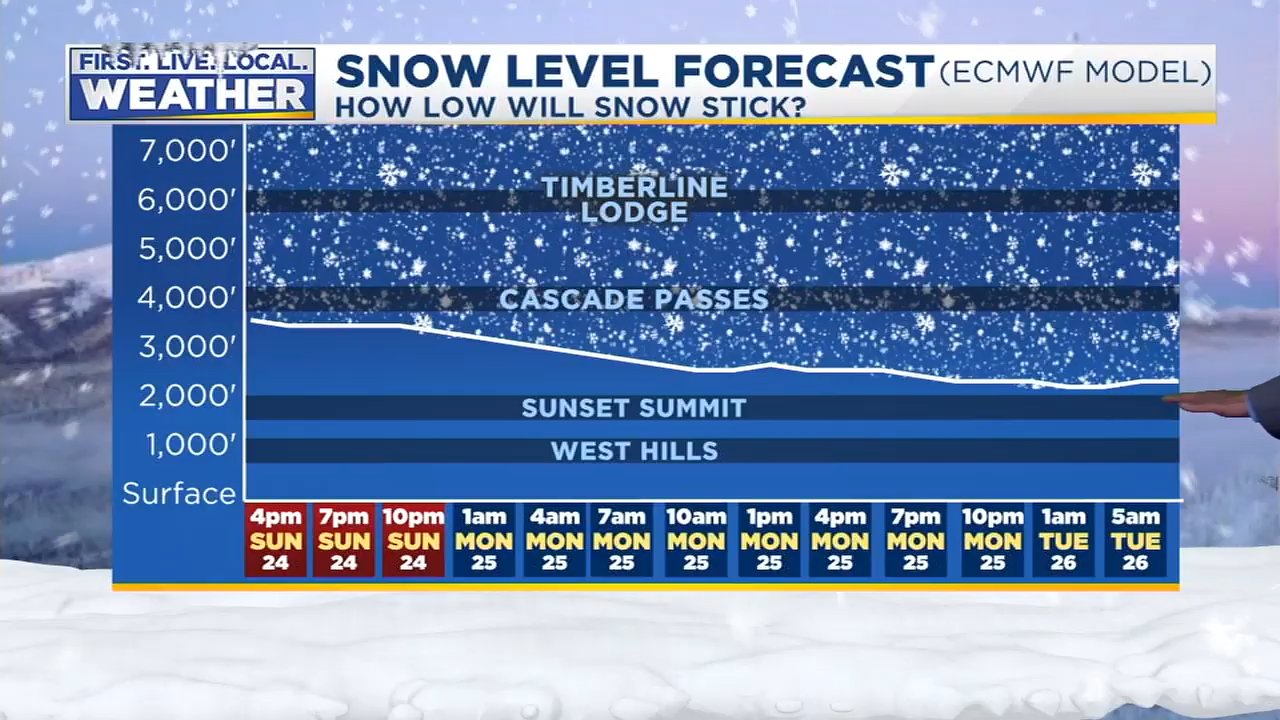 FIRST. LIVE. LOCAL.
WEATHER
SNOW LEVEL FORECAST (ECMWF MODEL)
HOW LOW WILL SNOW STICK?
7,000'
6,000'
5,000'
4,000'
3,000'
2,000'
1,000'
Surface
TIMBERLINE
LODGE
CASCADE PASSES
SUNSET SUMMIT
WEST HILLS
4pm 7pm 10pm 1am 4am 7am 10am 1pm 4pm 7pm 10pm 1am 5am
SUN SUN SUN MON MON MON MON MON MON MON MON TUE TUE
24 24 24 25 25 25 25 25 25 25 25 26 26